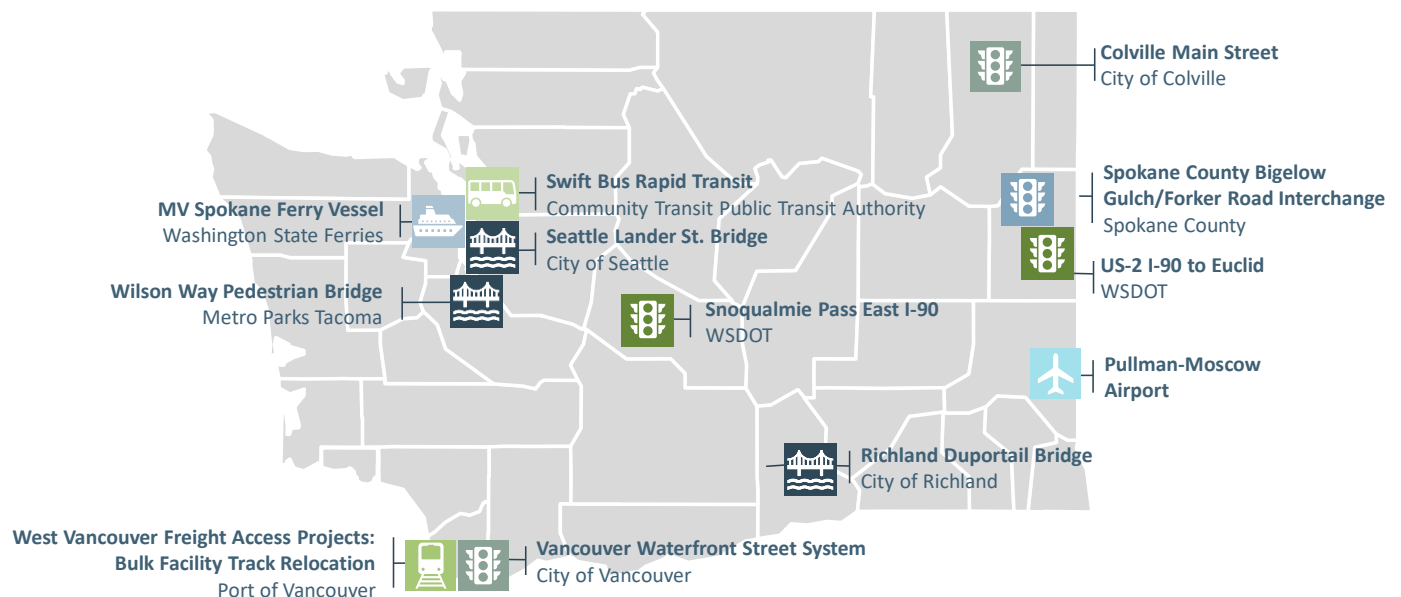 Colville Main Street
City of Colville
Spokane County Bigelow
Gulch/Forker Road Interchange
Spokane County
Swift Bus Rapid Transit
Community Transit Public Transit Authority
MV Spokane Ferry Vessel
Washington State Ferries
Seattle Lander St. Bridge
City of Seattle
US-2 I-90 to Euclid
WSDOT
Wilson Way Pedestrian Bridge
Metro Parks Tacoma
Snoqualmie Pass East I-90
WSDOT
Pullman-Moscow
Airport
Richland Duportail Bridge
City of Richland
West Vancouver Freight Access Projects:
Bulk Facility Track Relocation
Port of Vancouver
Vancouver Waterfront Street System
City of Vancouver